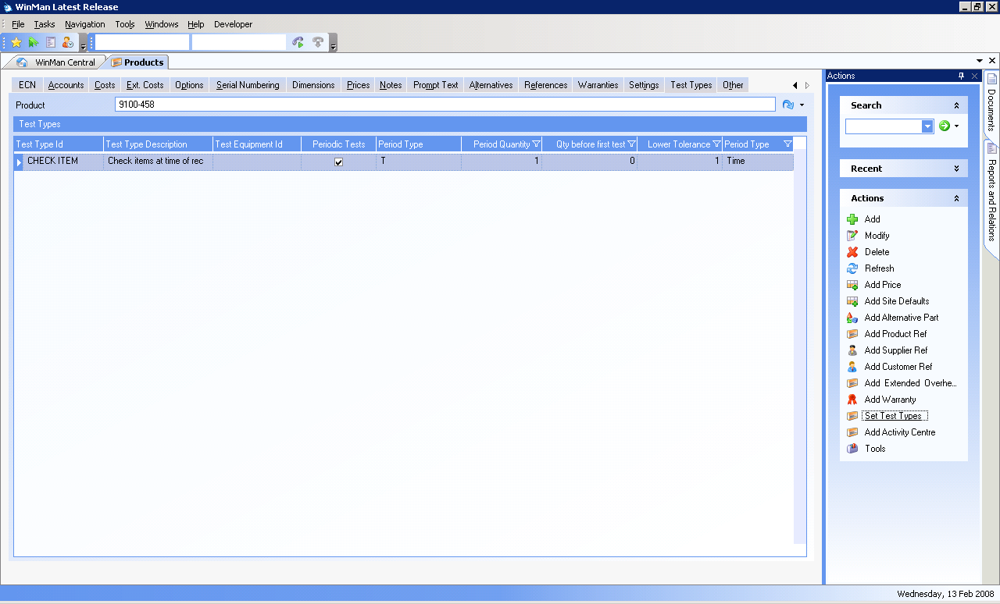 WinMan Latest Release
File Tasks Navigation Tools Windows Help Developer
WinMan Central Products
ECN Accounts Costs Ext. Costs Options Serial Numbering Dimensions Prices Notes Prompt Text Alternatives References Warranties Settings Test Types Other
Product 9100-458
Test Types
Test Type Id Test Type Description Test Equipment Id Periodic Tests Period Type Period Quantity Qty before first test Lower Tolerance Period Type
CHECK ITEM Check items at time of rec T 1 0 1 Time
Actions
Search
Recent
Actions
Add
Modify
Delete
Refresh
Add Price
Add Site Defaults
Add Alternative Part
Add Product Ref
Add Supplier Ref
Add Customer Ref
Add Extended Overhe...
Add Warranty
Set Test Types
Add Activity Centre
Tools
Documents
Reports and Relations
Wednesday, 13 Feb 2008